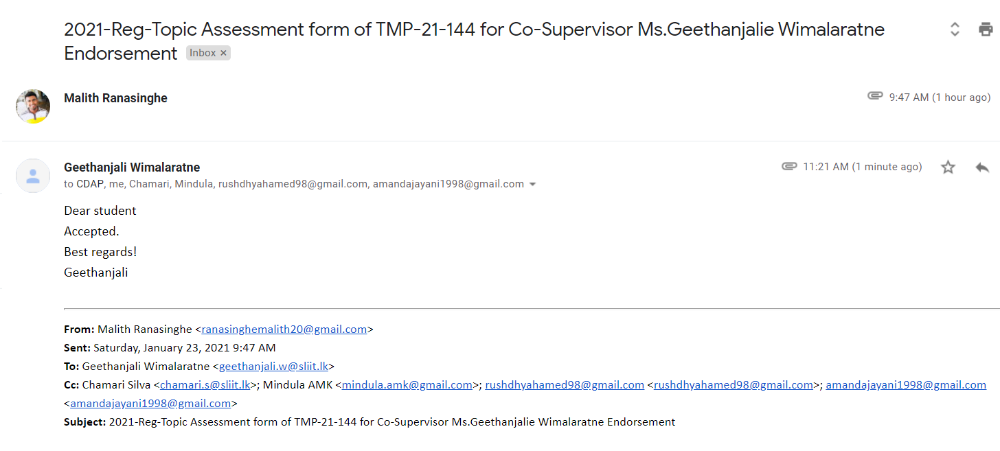 2021-Reg-Topic Assessment form of TMP-21-144 for Co-Supervisor Ms.Geethanjalie Wimalaratne
Endorsement Inbox ×
Malith Ranasinghe 9:47 AM (1 hour ago)
Geethanjali Wimalaratne 11:21 AM (1 minute ago)
to CDAP, me, Chamari, Mindula, rushdhyahamed98@gmail.com, amandajayani1998@gmail.com
Dear student
Accepted.
Best regards!
Geethanjali
From: Malith Ranasinghe <ranasinghemalith20@gmail.com>
Sent: Saturday, January 23, 2021 9:47 AM
To: Geethanjali Wimalaratne <geethanjali.w@sliit.lk>
Cc: Chamari Silva <chamari.s@sliit.lk>; Mindula AMK <mindula.amk@gmail.com>; rushdhyahamed98@gmail.com <rushdhyahamed98@gmail.com>; amandajayani1998@gmail.com
<amandajayani1998@gmail.com>
Subject: 2021-Reg-Topic Assessment form of TMP-21-144 for Co-Supervisor Ms.Geethanjalie Wimalaratne Endorsement